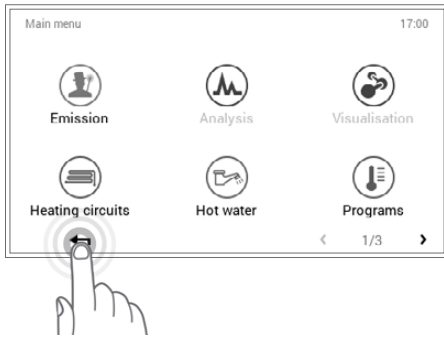 Main menu 17:00
Emission Analysis Visualisation
Heating circuits Hot water Programs
< 1/3 >